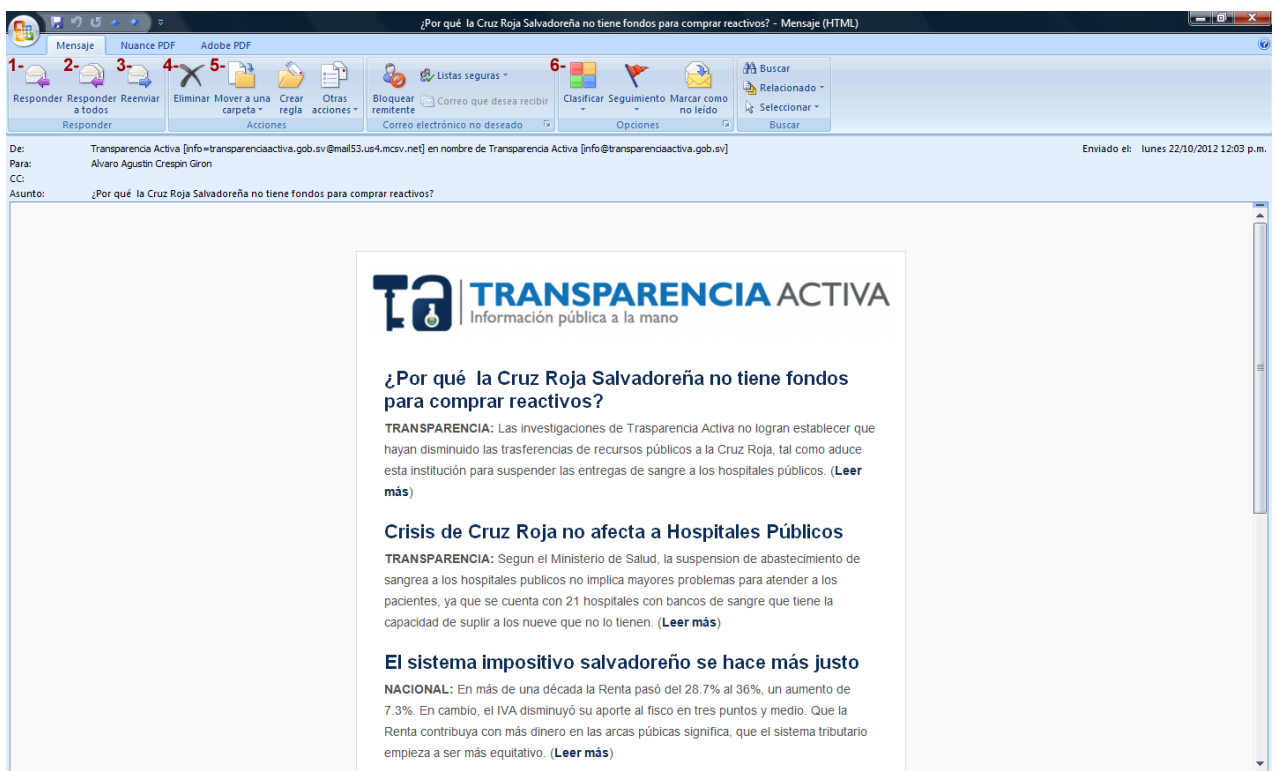 ¿Por qué  la Cruz Roja Salvadoreña no tiene fondos para comprar reactivos? - Mensaje (HTML)
Mensaje Nuance PDF Adobe PDF
1- 2- 3- 4- 5- 6-
Responder Responder a todos Reenviar Eliminar Mover a una carpeta Crear regla Otras acciones Bloquear remitente Listas seguras Correo que desea recibir Clasificar Seguimiento Marcar como no leído Buscar Relacionado Seleccionar
Responder Acciones Correo electrónico no deseado Opciones Buscar
De: Transparencia Activa [info=transparenciaactiva.gob.sv@mail53.us4.mcsv.net] en nombre de Transparencia Activa [info@transparenciaactiva.gob.sv] Enviado el: lunes 22/10/2012 12:03 p.m.
Para: Alvaro Agustin Crespin Giron
CC:
Asunto: ¿Por qué  la Cruz Roja Salvadoreña no tiene fondos para comprar reactivos?
TRANSPARENCIA ACTIVA
Información pública a la mano
¿Por qué  la Cruz Roja Salvadoreña no tiene fondos
para comprar reactivos?
TRANSPARENCIA: Las investigaciones de Trasparencia Activa no logran establecer que
hayan disminuido las trasferencias de recursos públicos a la Cruz Roja, tal como aduce
esta institución para suspender las entregas de sangre a los hospitales públicos. (Leer
más)
Crisis de Cruz Roja no afecta a Hospitales Públicos
TRANSPARENCIA: Segun el Ministerio de Salud, la suspension de abastecimiento de
sangrea a los hospitales publicos no implica mayores problemas para atender a los
pacientes, ya que se cuenta con 21 hospitales con bancos de sangre que tiene la
capacidad de suplir a los nueve que no lo tienen. (Leer más)
El sistema impositivo salvadoreño se hace más justo
NACIONAL: En más de una década la Renta pasó del 28.7% al 36%, un aumento de
7.3%. En cambio, el IVA disminuyó su aporte al fisco en tres puntos y medio. Que la
Renta contribuya con más dinero en las arcas púbicas significa, que el sistema tributario
empieza a ser más equitativo. (Leer más)